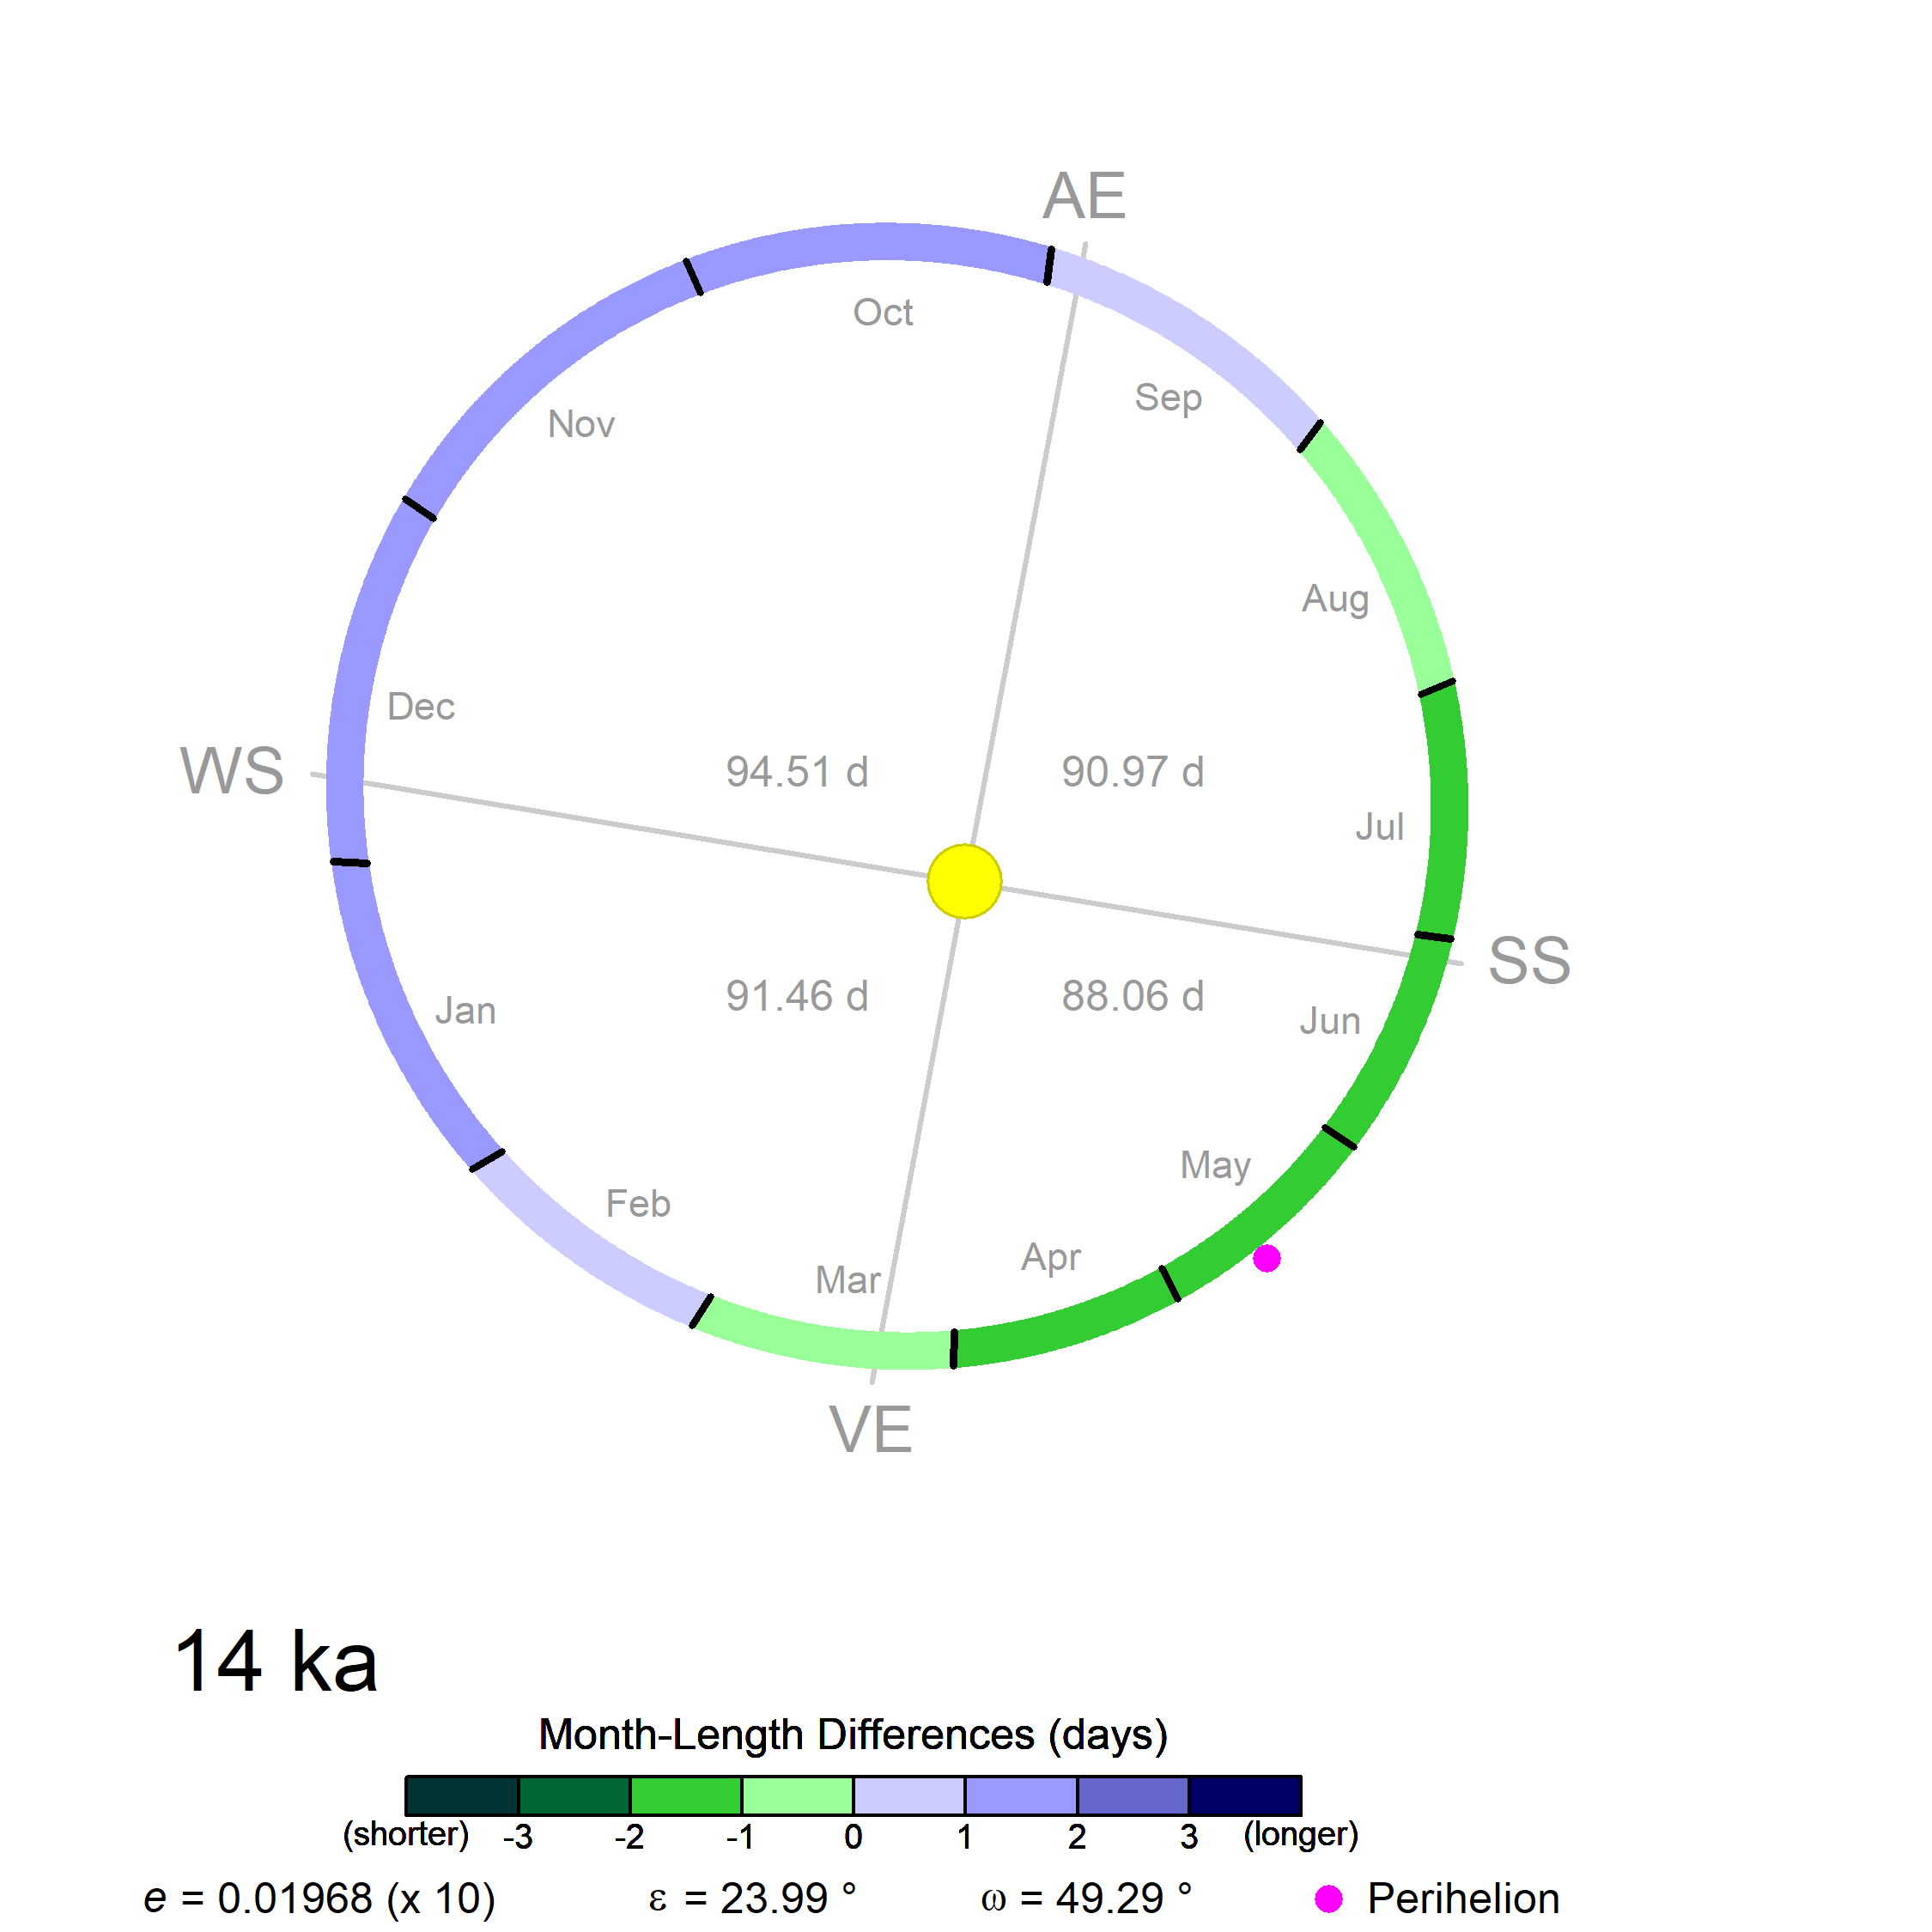 AE
Oct
Sep
Nov
Aug
Dec
WS
94.51 d
90.97 d
Jul
SS
91.46 d
88.06 d
Jan
Jun
May
Feb
Apr
Mar
VE
14 ka
Month-Length Differences (days)
(shorter) -3 -2 -1 0 1 2 3 (longer)
e = 0.01968 (x 10) ε = 23.99 ° ω = 49.29 ° Perihelion